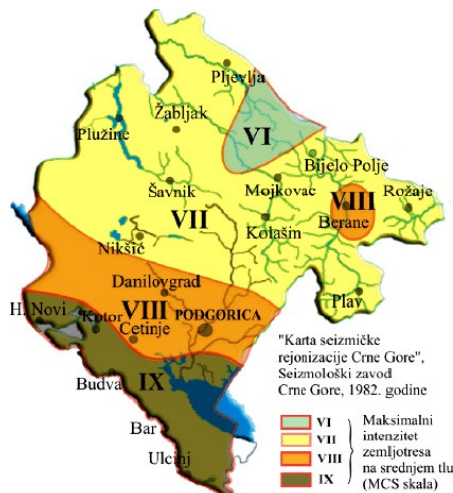 Pljevlja
Žabljak
Plužine
VI
Bijelo Polje
Šavnik
Mojkovac
VIII
Rožaje
VII
Berane
Kolašin
Nikšić
Danilovgrad
Plav
VIII
PODGORICA
H. Novi
Kotor
Cetinje
IX
Budva
Bar
Ulcinj
"Karta seizmičke
rejonizacije Crne Gore",
Seizmološki zavod
Crne Gore, 1982. godine
VI
VII
VIII
IX
Maksimalni
intenzitet
zemljotresa
na srednjem tlu
(MCS skala)